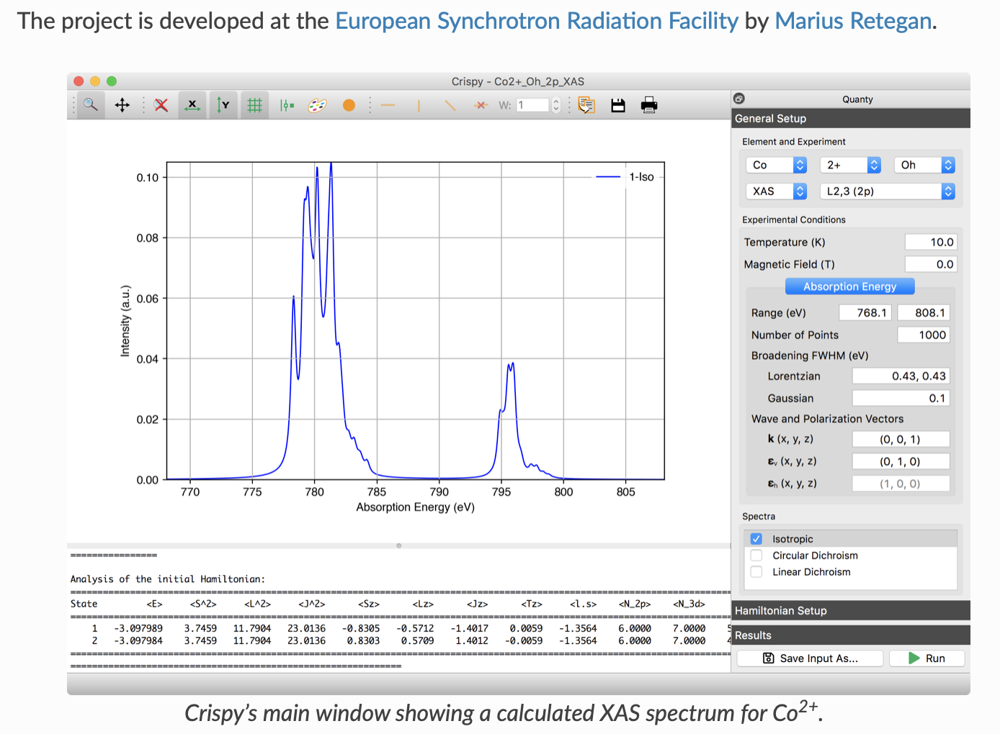 The project is developed at the European Synchrotron Radiation Facility by Marius Retegan.
Crispy - Co2+_Oh_2p_XAS
X
Y
W: 1
0.10
0.08
0.06
0.04
0.02
0.00
Intensity (a.u.)
1-Iso
770 775 780 785 790 795 800 805
Absorption Energy (eV)
================
Analysis of the initial Hamiltonian:
State <E> <S^2> <L^2> <J^2> <Sz> <Lz> <Jz> <Tz> <l.s> <N_2p> <N_3d>
1 -3.097989 3.7459 11.7904 23.0136 -0.8305 -0.5712 -1.4017 0.0059 -1.3564 6.0000 7.0000
2 -3.097984 3.7459 11.7904 23.0136 0.8303 0.5709 1.4012 -0.0059 -1.3564 6.0000 7.0000
Quanty
General Setup
Element and Experiment
Co 2+ Oh
XAS L2,3 (2p)
Experimental Conditions
Temperature (K) 10.0
Magnetic Field (T) 0.0
Absorption Energy
Range (eV) 768.1 808.1
Number of Points 1000
Broadening FWHM (eV)
Lorentzian 0.43, 0.43
Gaussian 0.1
Wave and Polarization Vectors
k (x, y, z) (0, 0, 1)
εᵥ (x, y, z) (0, 1, 0)
εₕ (x, y, z) (1, 0, 0)
Spectra
Isotropic
Circular Dichroism
Linear Dichroism
Hamiltonian Setup
Results
Save Input As... Run
Crispy's main window showing a calculated XAS spectrum for Co²⁺.